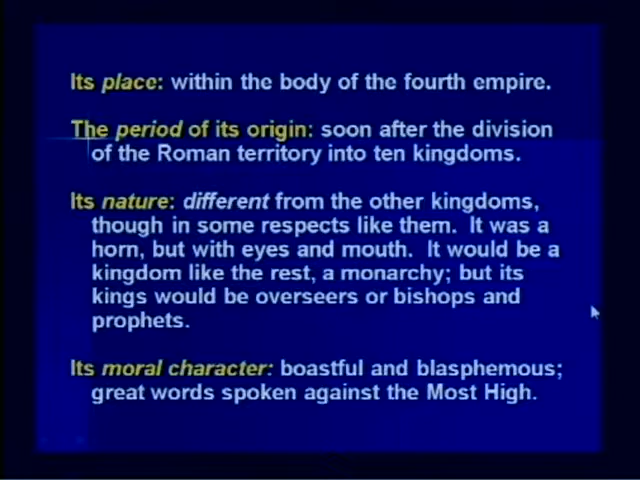 Its place: within the body of the fourth empire.
The period of its origin: soon after the division
of the Roman territory into ten kingdoms.
Its nature: different from the other kingdoms,
though in some respects like them. It was a
horn, but with eyes and mouth. It would be a
kingdom like the rest, a monarchy; but its
kings would be overseers or bishops and
prophets.
Its moral character: boastful and blasphemous;
great words spoken against the Most High.